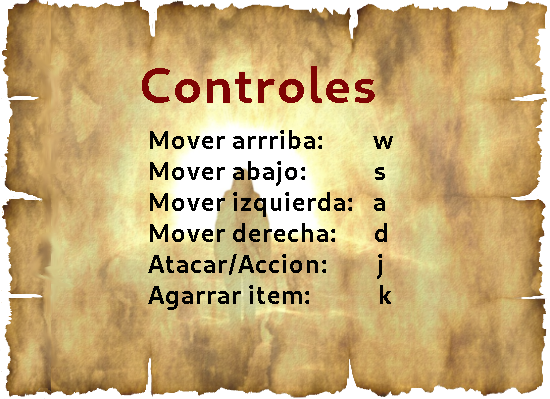 Controles
Mover arrriba: w
Mover abajo: s
Mover izquierda: a
Mover derecha: d
Atacar/Accion: j
Agarrar item: k